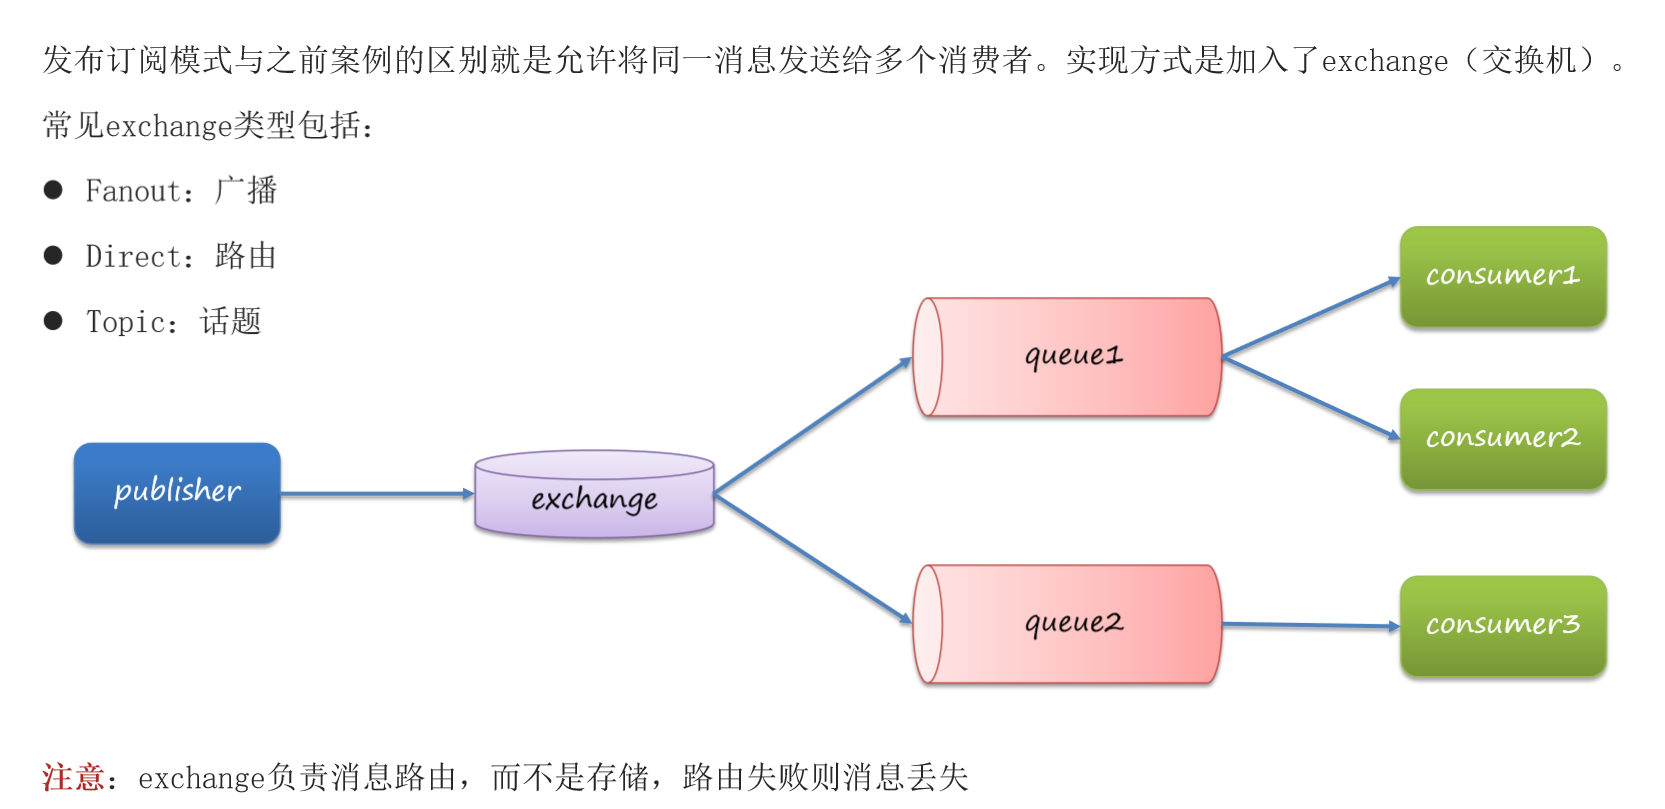 发布订阅模式与之前案例的区别就是允许将同一消息发送给多个消费者。实现方式是加入了exchange（交换机）。
常见exchange类型包括：
● Fanout：广播
● Direct：路由
● Topic：话题
consumer1
queue1
consumer2
publisher
exchange
queue2
consumer3
注意：exchange负责消息路由，而不是存储，路由失败则消息丢失